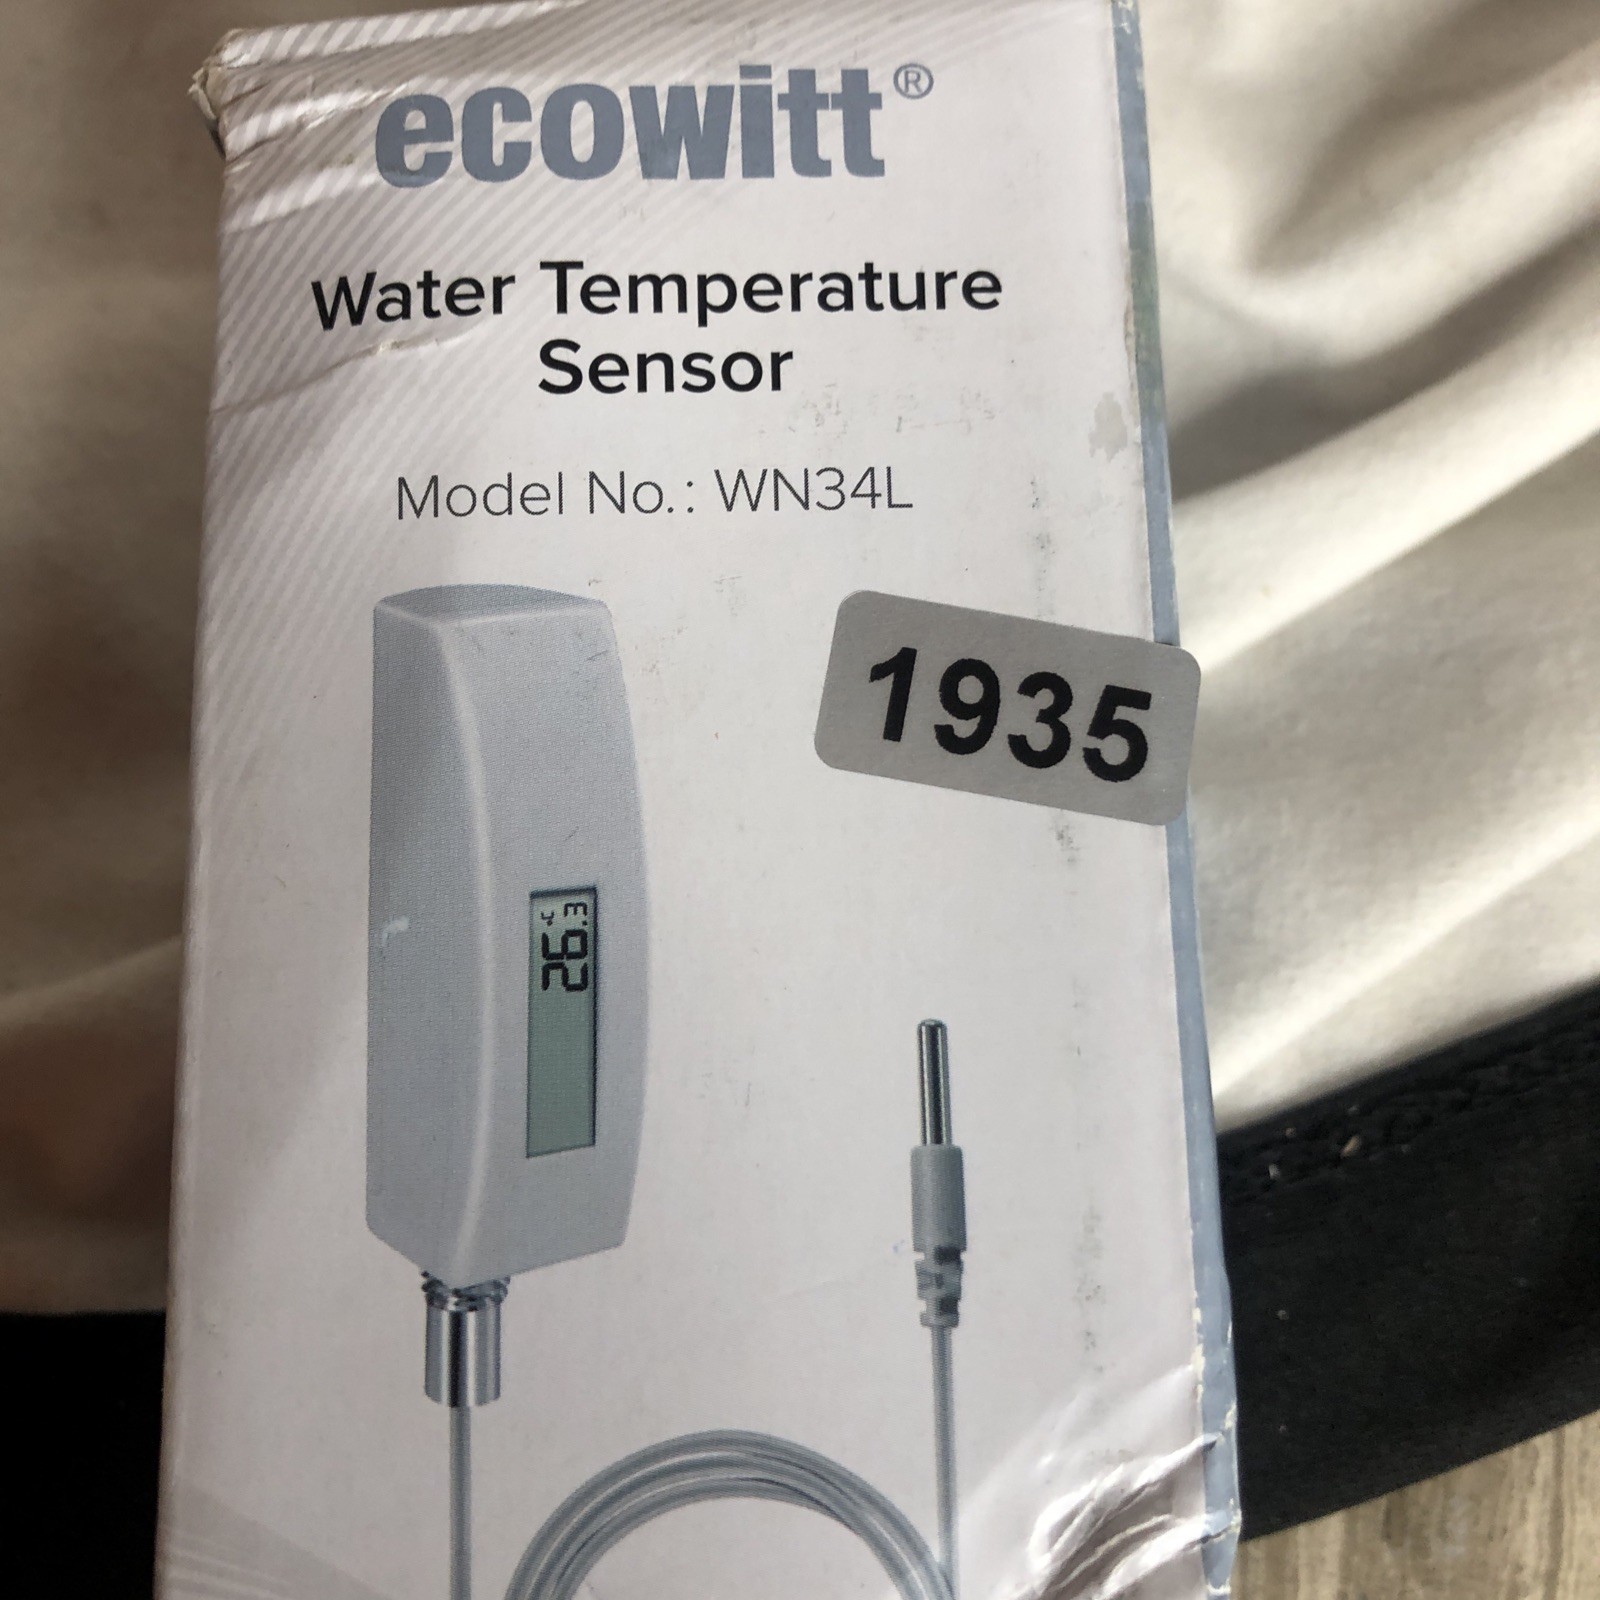 ecowitt®
Water Temperature
Sensor
Model No.: WN34L
1935
26.3